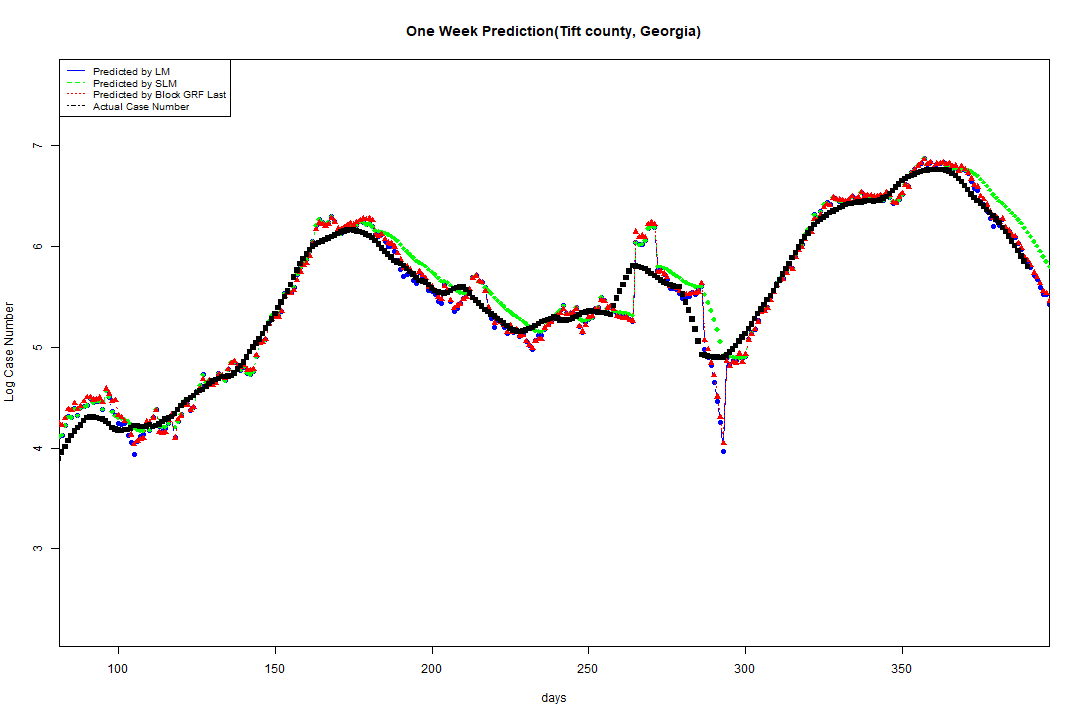 One Week Prediction(Tift county, Georgia)
Predicted by LM
Predicted by SLM
Predicted by Block GRF Last
Actual Case Number
7
6
5
4
3
Log Case Number
100 150 200 250 300 350
days